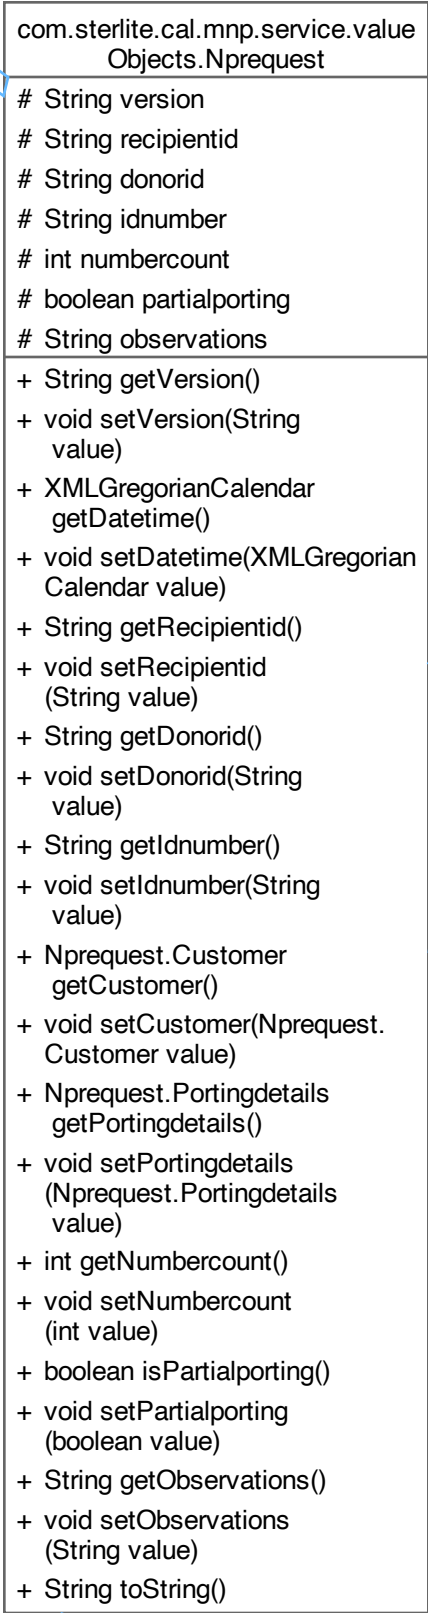 com.sterlite.cal.mnp.service.value
Objects.Nprequest
# String version
# String recipientid
# String donorid
# String idnumber
# int numbercount
# boolean partialporting
# String observations
+ String getVersion()
+ void setVersion(String
value)
+ XMLGregorianCalendar
getDatetime()
+ void setDatetime(XMLGregorian
Calendar value)
+ String getRecipientid()
+ void setRecipientid
(String value)
+ String getDonorid()
+ void setDonorid(String
value)
+ String getIdnumber()
+ void setIdnumber(String
value)
+ Nprequest.Customer
getCustomer()
+ void setCustomer(Nprequest.
Customer value)
+ Nprequest.Portingdetails
getPortingdetails()
+ void setPortingdetails
(Nprequest.Portingdetails
value)
+ int getNumbercount()
+ void setNumbercount
(int value)
+ boolean isPartialporting()
+ void setPartialporting
(boolean value)
+ String getObservations()
+ void setObservations
(String value)
+ String toString()